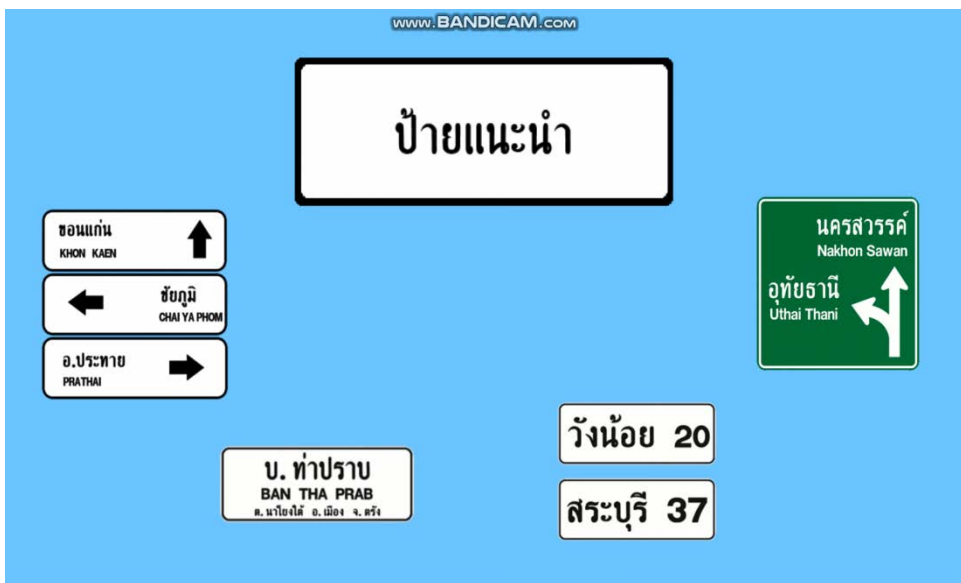 www.BANDICAM.com
ป้ายแนะนำ
ขอนแก่น
KHON KAEN
ชัยภูมิ
CHAI YA PHOM
อ.ประทาย
PRATHAI
นครสวรรค์
Nakhon Sawan
อุทัยธานี
Uthai Thani
บ. ท่าปราบ
BAN THA PRAB
ต. นาโยงใต้ อ. เมือง จ. ตรัง
วังน้อย 20
สระบุรี 37